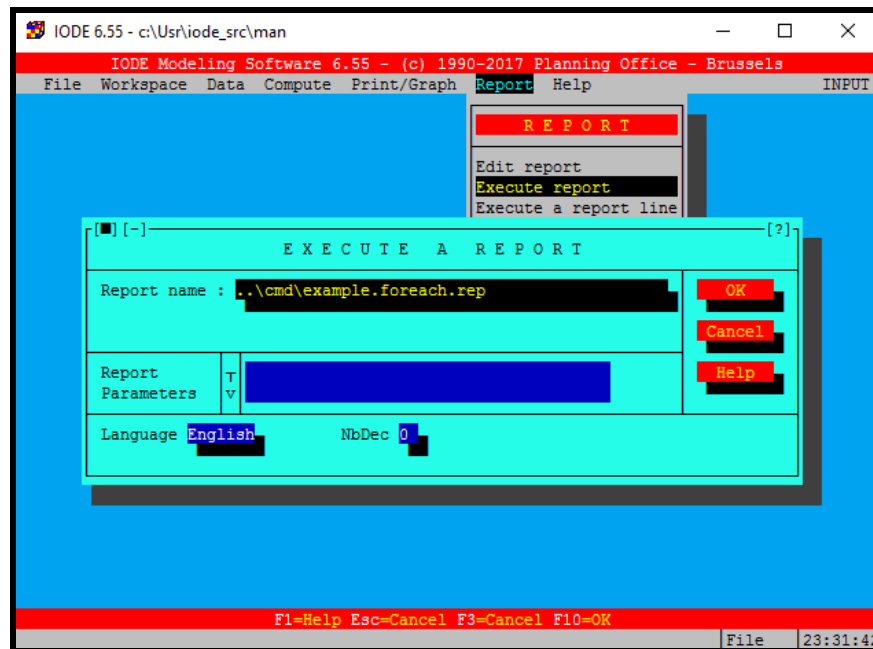 IODE 6.55 - c:\Usr\iode_src\man
IODE Modeling Software 6.55 - (c) 1990-2017 Planning Office - Brussels
File Workspace Data Compute Print/Graph Report Help INPUT
R E P O R T
Edit report
Execute report
Execute a report line
[■][-] [?]
E X E C U T E A R E P O R T
Report name : ..\cmd\example.foreach.rep OK
Cancel
Report T Help
Parameters v
Language English NbDec 0
F1=Help Esc=Cancel F3=Cancel F10=OK
File 23:31:42